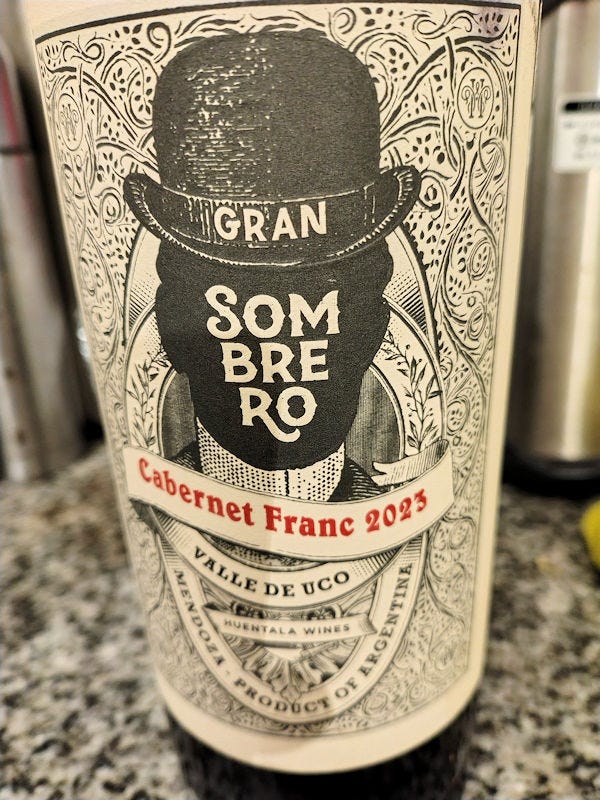 GRAN
SOM
BRE
RO
Cabernet Franc 2023
VALLE DE UCO
HUENTALA WINES
MENDOZA · PRODUCT OF ARGENTINA